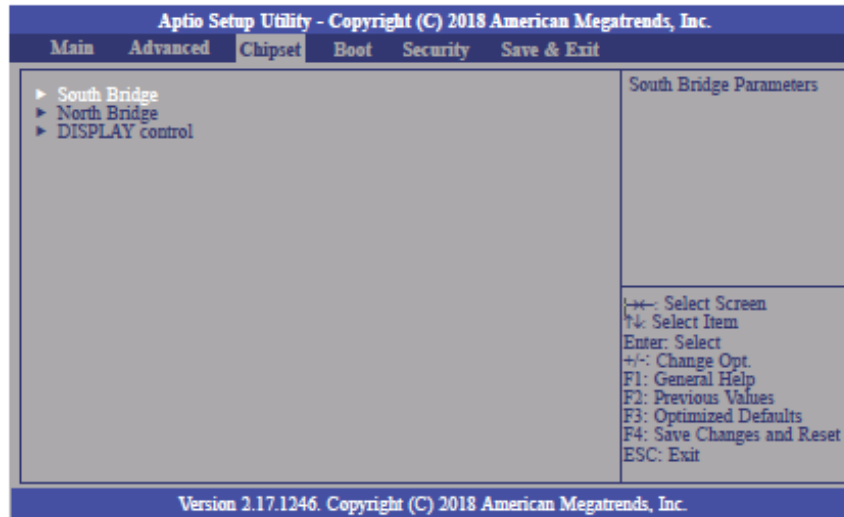 Aptio Setup Utility - Copyright (C) 2018 American Megatrends, Inc.
Main Advanced Chipset Boot Security Save & Exit
► South Bridge
► North Bridge
► DISPLAY control
South Bridge Parameters
→←: Select Screen
↑↓: Select Item
Enter: Select
+/-: Change Opt.
F1: General Help
F2: Previous Values
F3: Optimized Defaults
F4: Save Changes and Reset
ESC: Exit
Version 2.17.1246. Copyright (C) 2018 American Megatrends, Inc.